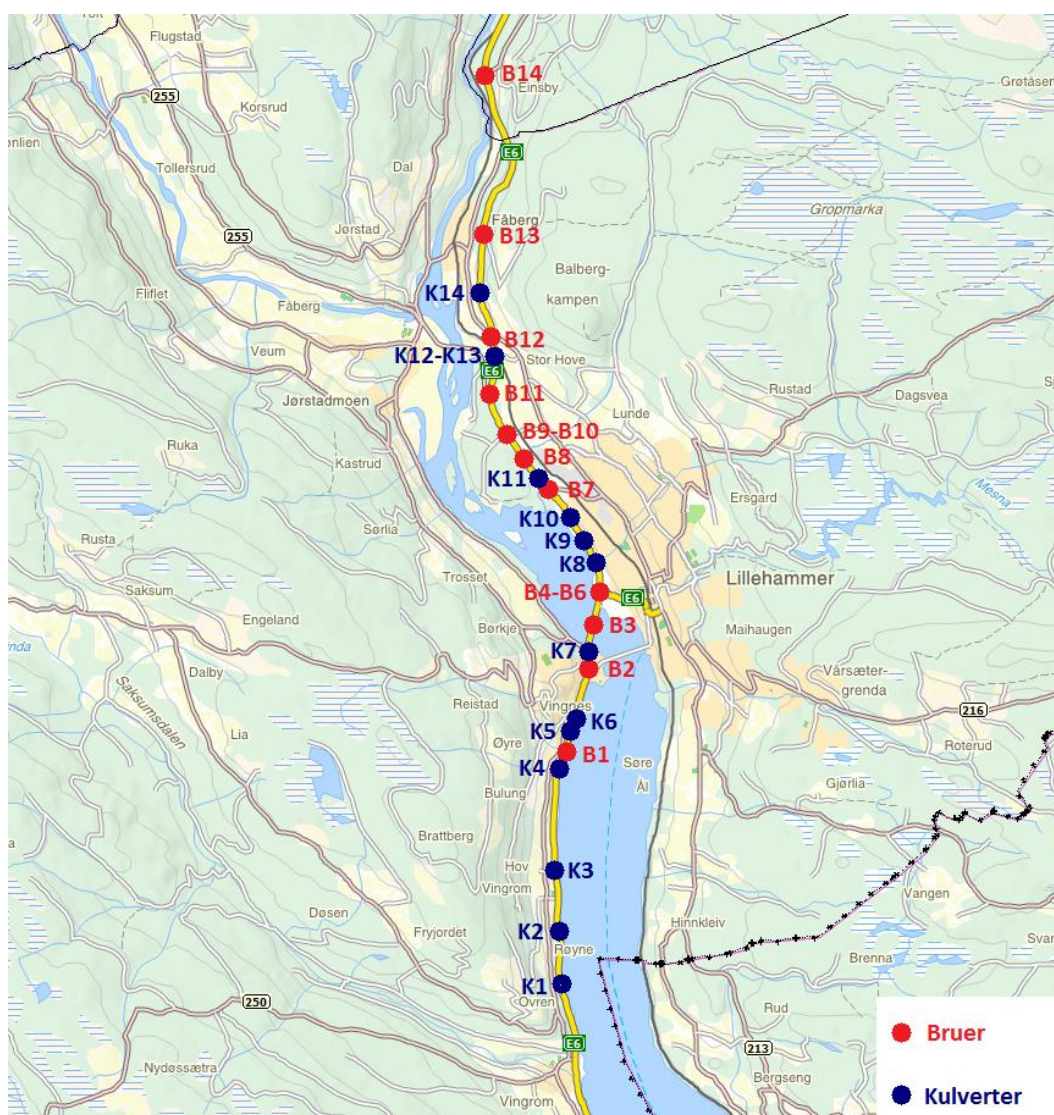 Toft
Flugstad
B14
Einsby
Grøtåsen
255
Korsrud
E6
Tollersrud
Dal
Gropmarka
Jørstad
Fåberg
255
B13
Balberg-
kampen
Fliflet
K14
Fåberg
B12
Veum
K12-K13
Stor Hove
E6
Rustad
Dagsvea
B11
Jørstadmoen
Lunde
B9-B10
Ruka
B8
Kastrud
K11
B7
Ersgard
Mesna
K10
Sørlia
K9
Rusta
K8
Trosset
Lillehammer
Saksum
B4-B6
E6
Engeland
B3
Børkje
Maihaugen
K7
B2
Dalby
Vårsæter-
grenda
Saksumsdalen
Reistad
Vingnes
216
K6
K5
Lia
Øyre
B1
Roterud
K4
Søre
Ål
Gjørlia
Bulung
Brattberg
Hov
K3
Vingrom
Vangen
Døsen
Hinnkleiv
Fryjordet
K2
Røyne
Brenna
K1
Ovren
250
Rud
Bruer
E6
213
Nydøssætra
Bergseng
Vingrom
Kulverter